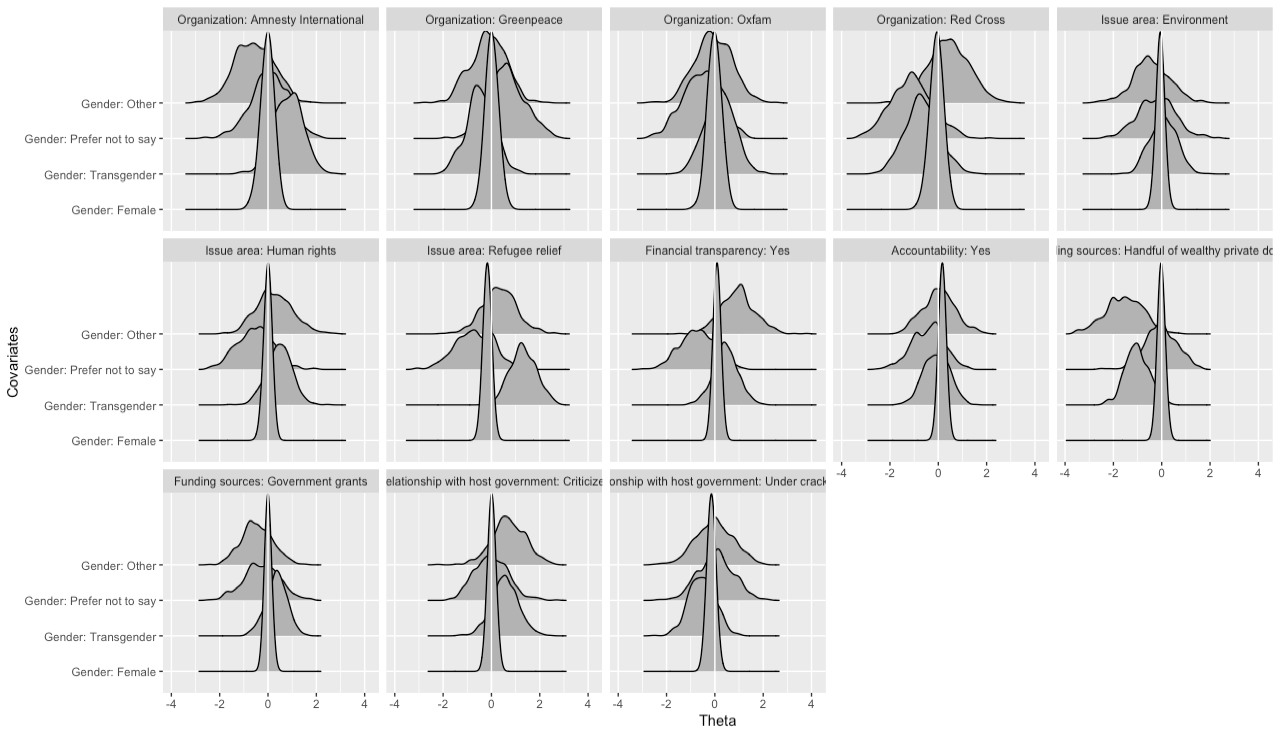 Organization: Amnesty International
Organization: Greenpeace
Organization: Oxfam
Organization: Red Cross
Issue area: Environment
Gender: Other
Gender: Prefer not to say
Gender: Transgender
Gender: Female
Issue area: Human rights
Issue area: Refugee relief
Financial transparency: Yes
Accountability: Yes
ing sources: Handful of wealthy private do
Gender: Other
Gender: Prefer not to say
Gender: Transgender
Gender: Female
-4 -2 0 2 4
-4 -2 0 2 4
Funding sources: Government grants
elationship with host government: Criticize
onship with host government: Under crack
Gender: Other
Gender: Prefer not to say
Gender: Transgender
Gender: Female
-4 -2 0 2 4
-4 -2 0 2 4
-4 -2 0 2 4
Theta
Covariates